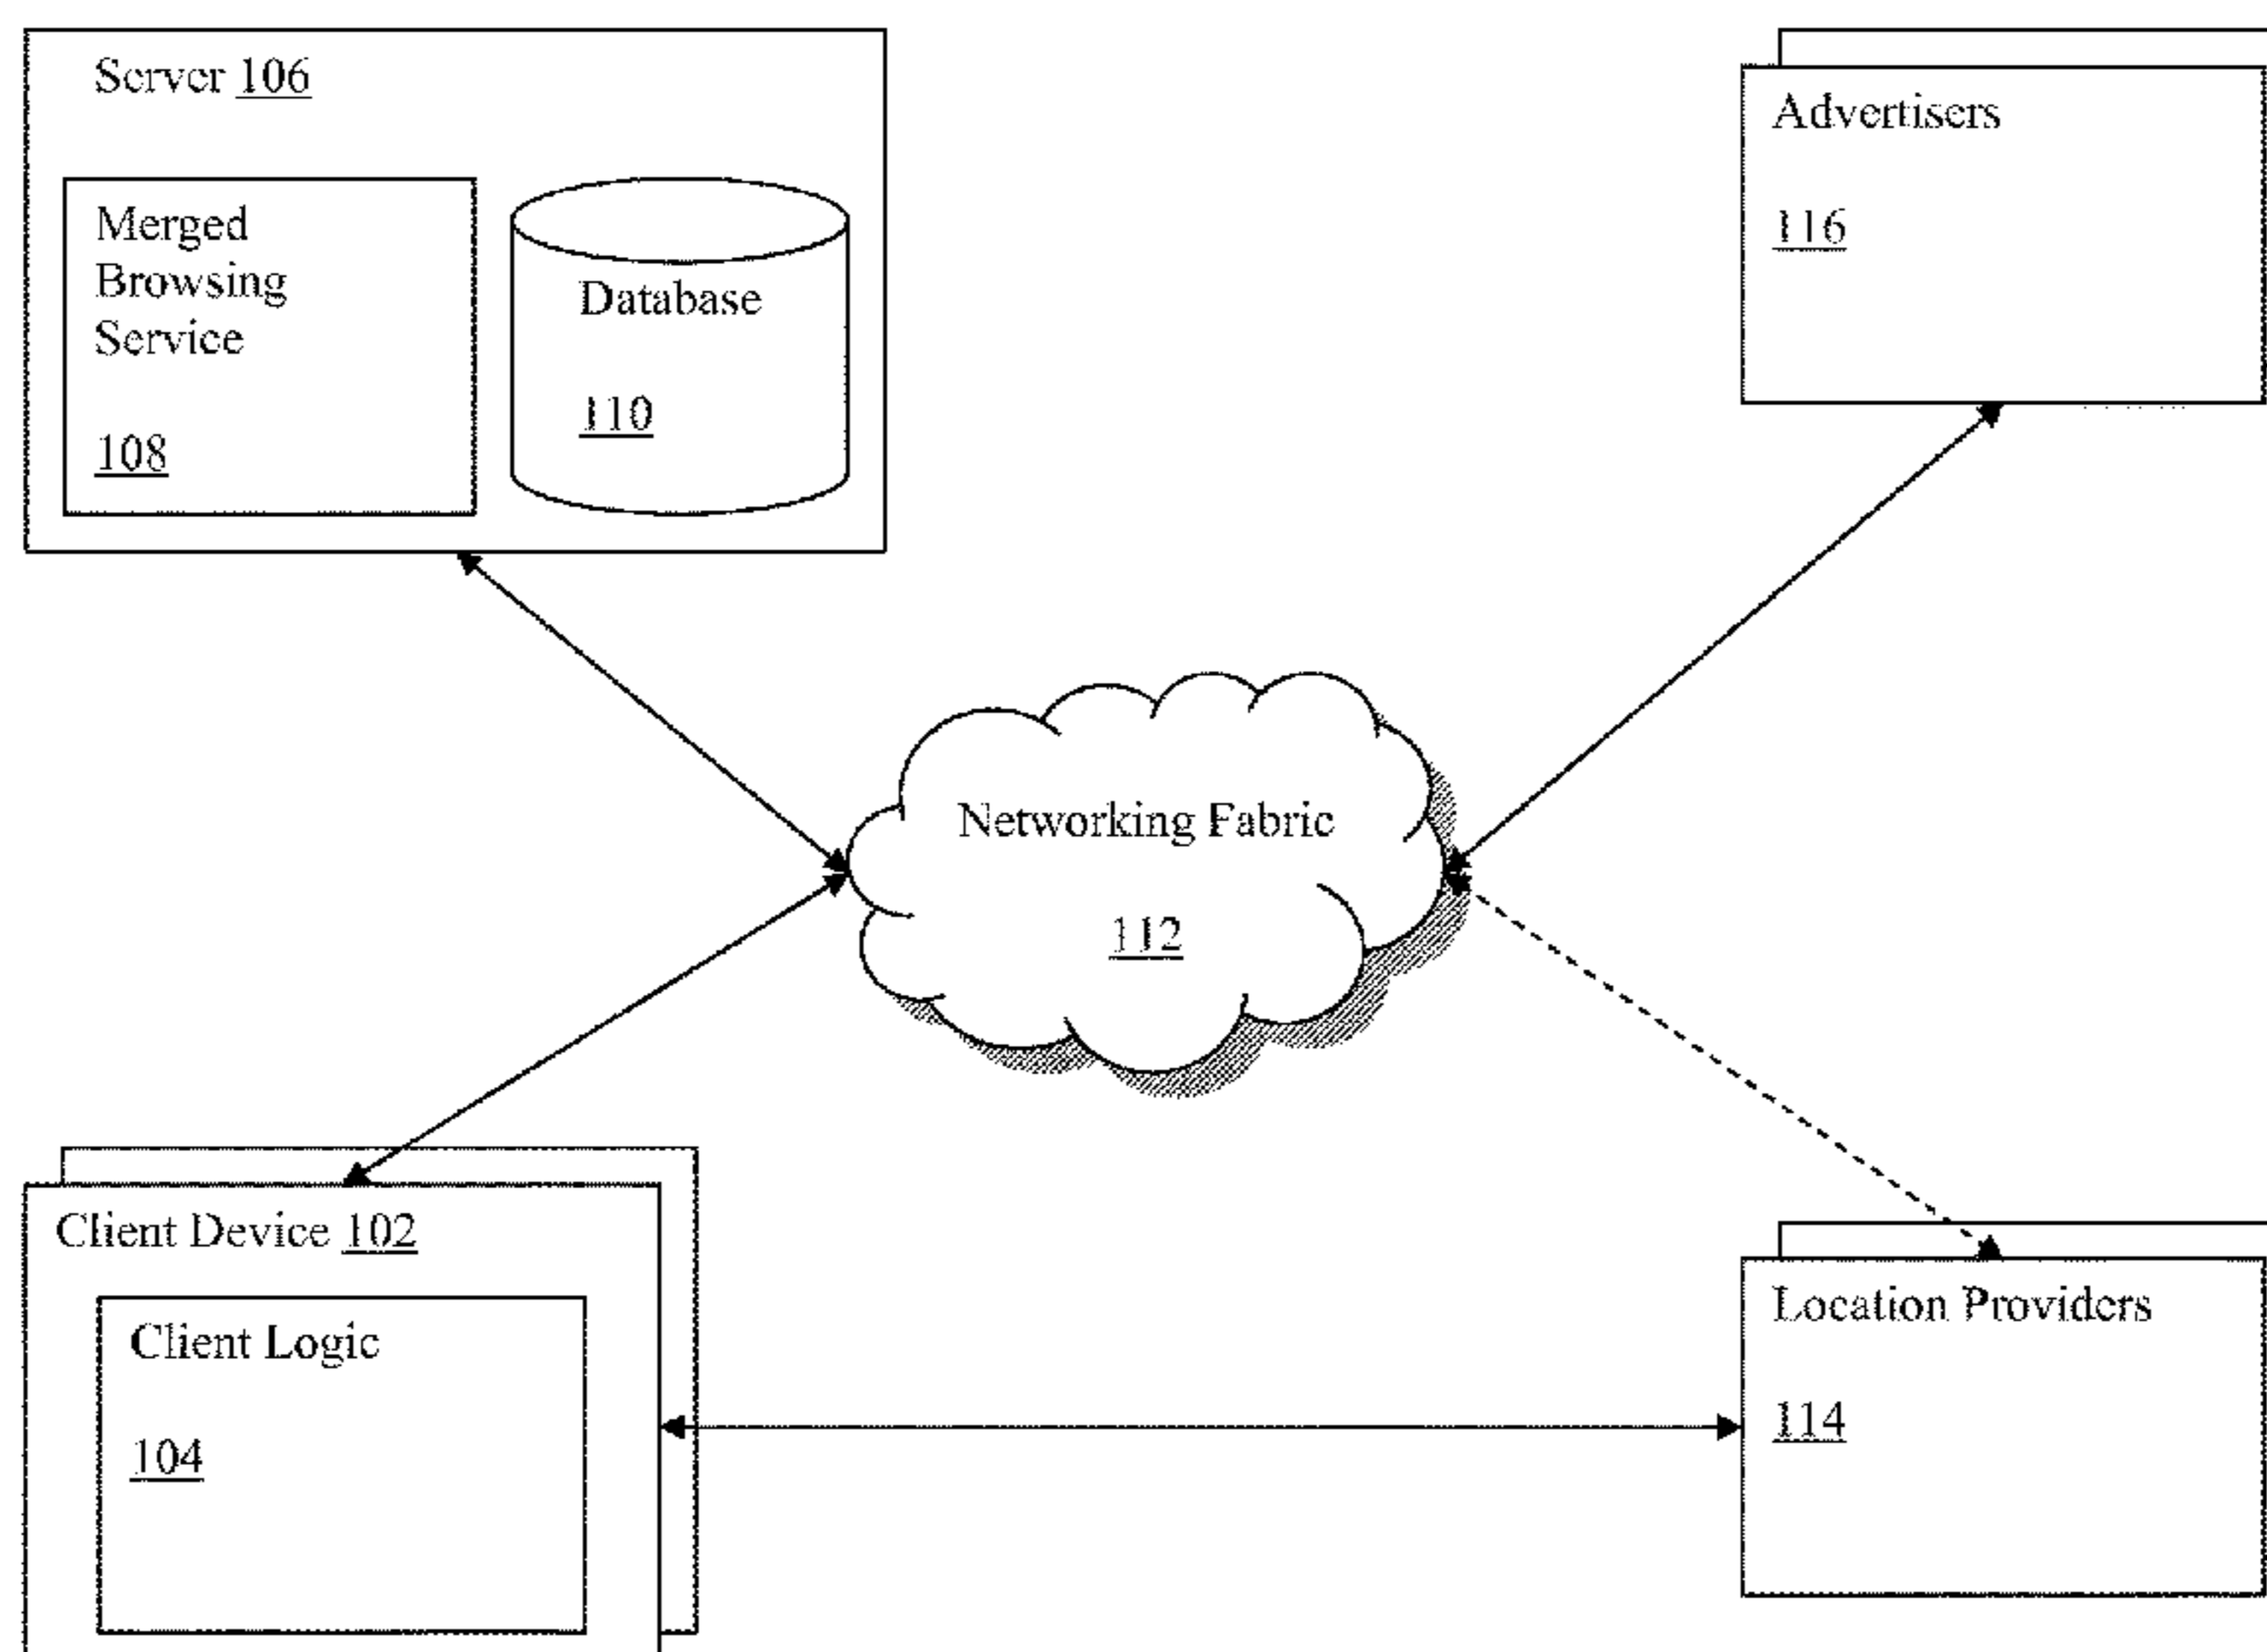 Server 106
Merged
Browsing
Service
108
Database
110
Advertisers
116
Networking Fabric
112
Client Device 102
Client Logic
104
Location Providers
114